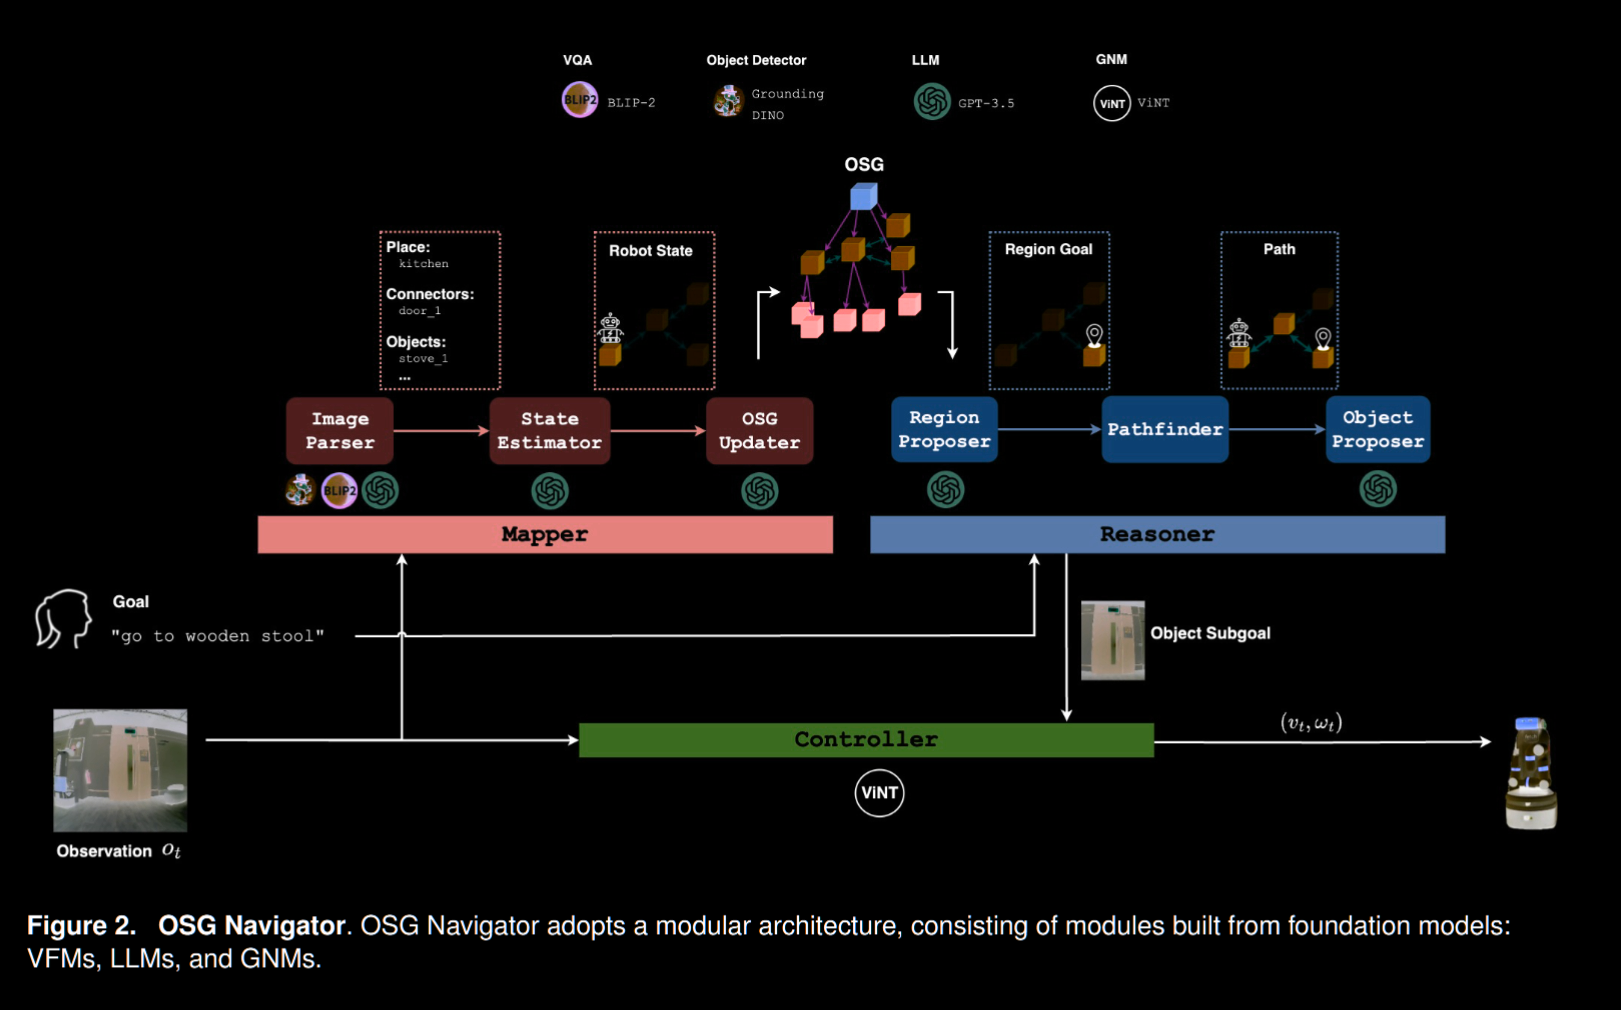 VQA
Object Detector
LLM
GNM
BLIP2
BLIP-2
Grounding
DINO
GPT-3.5
ViNT
ViNT
OSG
Place:
kitchen
Connectors:
door_1
Objects:
stove_1
...
Robot State
Region Goal
Path
Image
Parser
State
Estimator
OSG
Updater
Region
Proposer
Pathfinder
Object
Proposer
BLIP2
Mapper
Reasoner
Goal
"go to wooden stool"
Object Subgoal
Controller
(vₜ, ωₜ)
ViNT
Observation oₜ
Figure 2. OSG Navigator. OSG Navigator adopts a modular architecture, consisting of modules built from foundation models:
VFMs, LLMs, and GNMs.